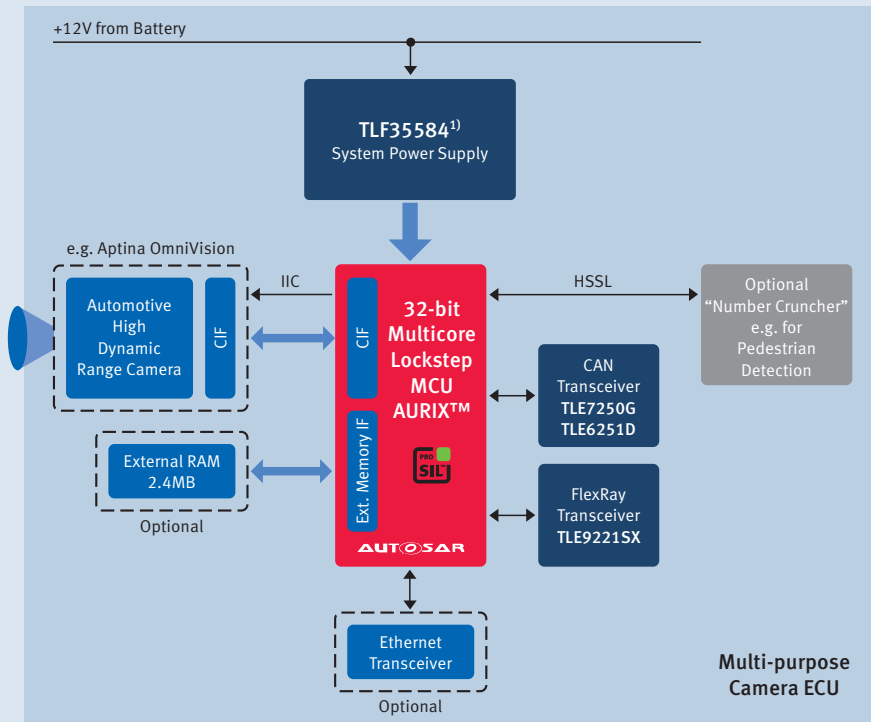 +12V from Battery
TLF355841)
System Power Supply
e.g. Aptina OmniVision
IIC
HSSL
Automotive
High
Dynamic
Range Camera
CIF
CIF
32-bit
Multicore
Lockstep
MCU
AURIX™
Optional
“Number Cruncher”
e.g. for
Pedestrian
Detection
CAN
Transceiver
TLE7250G
TLE6251D
External RAM
2.4MB
Optional
Ext. Memory IF
PRO
SIL™
AUTOSAR
FlexRay
Transceiver
TLE9221SX
Ethernet
Transceiver
Optional
Multi-purpose
Camera ECU